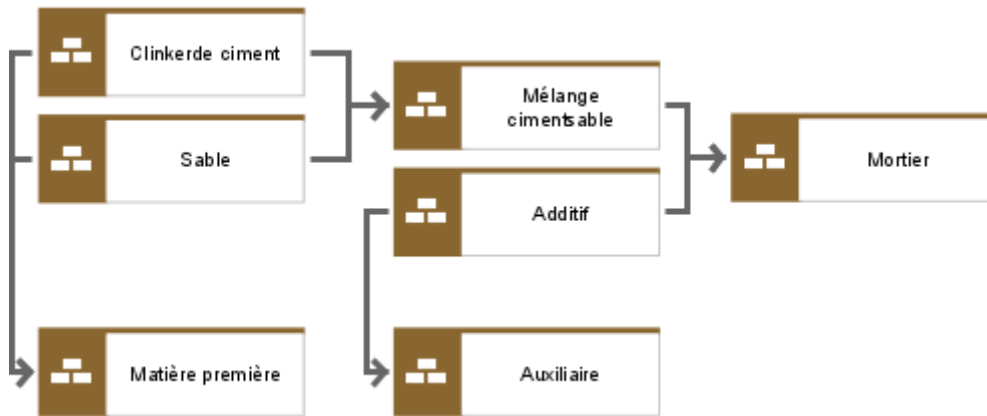 Clinkerde ciment
Mélange
cimentsable
Sable
Mortier
Additif
Matière première
Auxiliaire